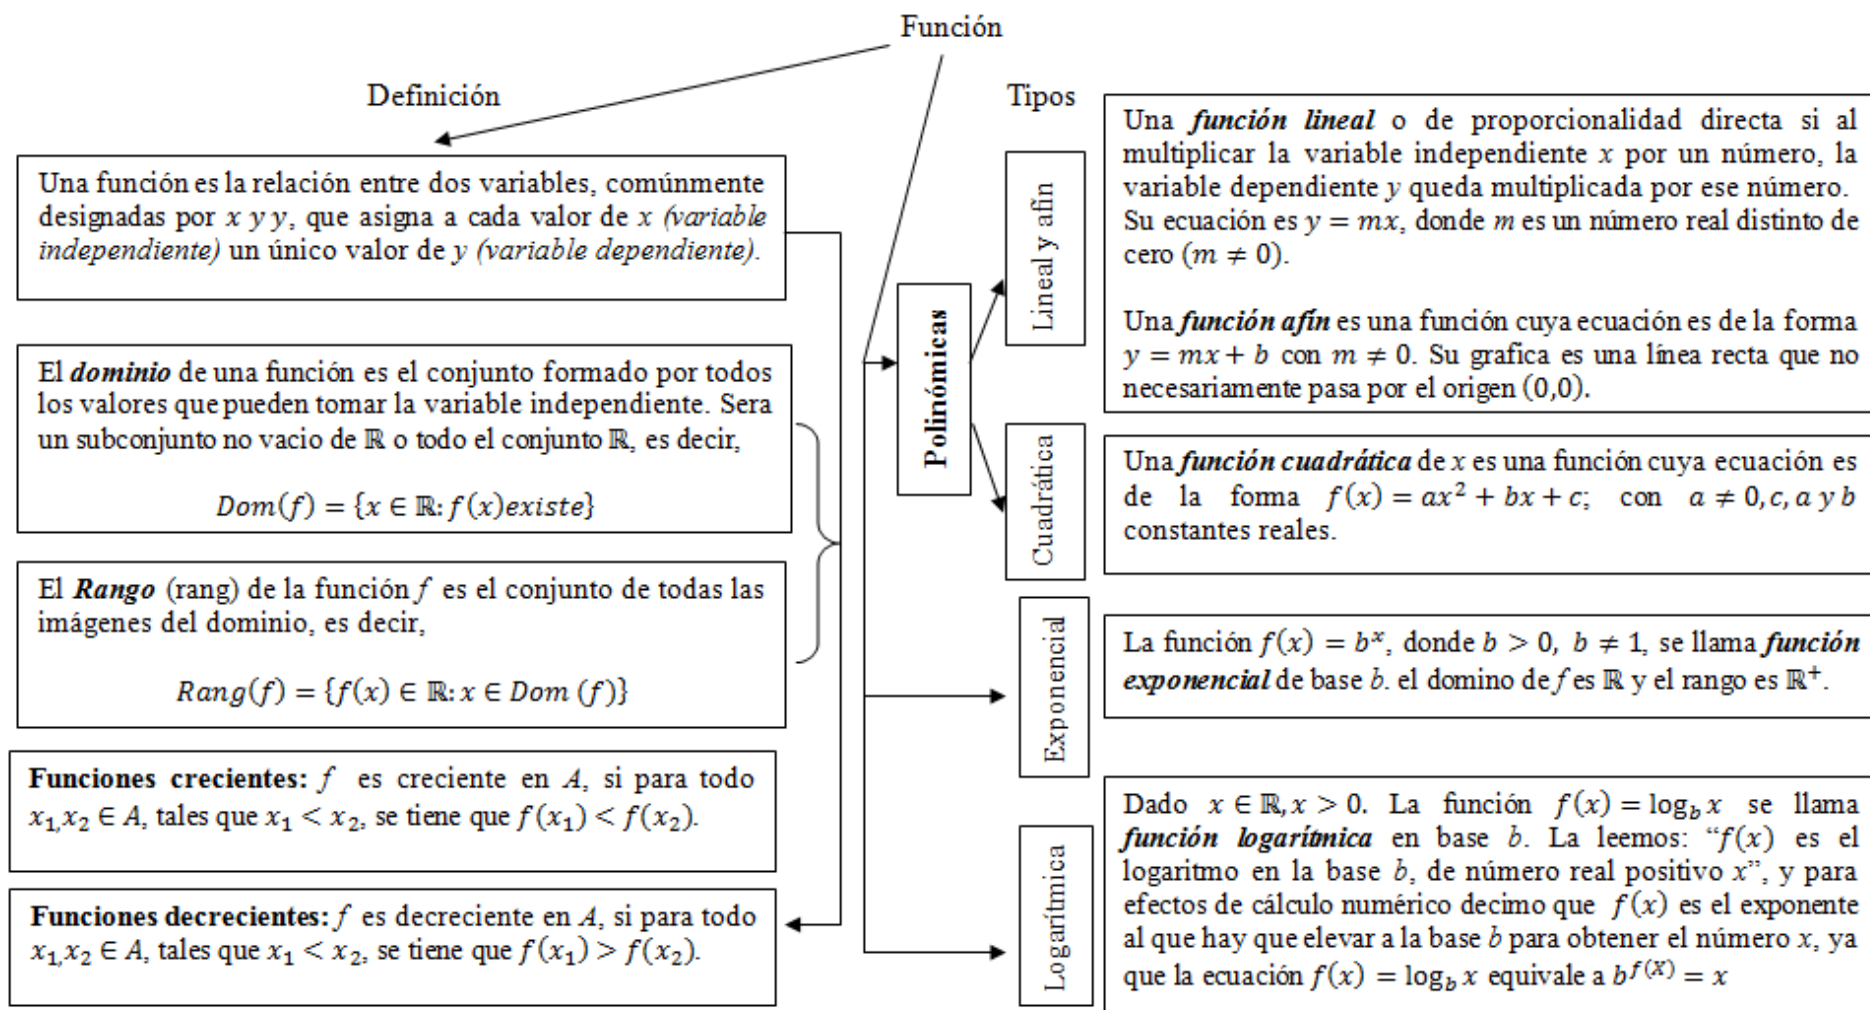 Función
Definición
Una función es la relación entre dos variables, comúnmente
designadas por x y y, que asigna a cada valor de x (variable
independiente) un único valor de y (variable dependiente).
El dominio de una función es el conjunto formado por todos
los valores que pueden tomar la variable independiente. Sera
un subconjunto no vacio de ℝ o todo el conjunto ℝ, es decir,
Dom(f) = {x ∈ ℝ: f(x)existe}
El Rango (rang) de la función f es el conjunto de todas las
imágenes del dominio, es decir,
Rang(f) = {f(x) ∈ ℝ: x ∈ Dom (f)}
Funciones crecientes: f es creciente en A, si para todo
x₁,x₂ ∈ A, tales que x₁ < x₂, se tiene que f(x₁) < f(x₂).
Funciones decrecientes: f es decreciente en A, si para todo
x₁,x₂ ∈ A, tales que x₁ < x₂, se tiene que f(x₁) > f(x₂).
Tipos
Polinómicas
Lineal y afín
Una función lineal o de proporcionalidad directa si al
multiplicar la variable independiente x por un número, la
variable dependiente y queda multiplicada por ese número.
Su ecuación es y = mx, donde m es un número real distinto de
cero (m ≠ 0).
Una función afín es una función cuya ecuación es de la forma
y = mx + b con m ≠ 0. Su grafica es una línea recta que no
necesariamente pasa por el origen (0,0).
Cuadrática
Una función cuadrática de x es una función cuya ecuación es
de la forma f(x) = ax² + bx + c; con a ≠ 0, c, a y b
constantes reales.
Exponencial
La función f(x) = bˣ, donde b > 0, b ≠ 1, se llama función
exponencial de base b. el domino de f es ℝ y el rango es ℝ⁺.
Logarítmica
Dado x ∈ ℝ, x > 0. La función f(x) = log_b x se llama
función logarítmica en base b. La leemos: “f(x) es el
logaritmo en la base b, de número real positivo x”, y para
efectos de cálculo numérico decimo que f(x) es el exponente
al que hay que elevar a la base b para obtener el número x, ya
que la ecuación f(x) = log_b x equivale a b^f(X) = x